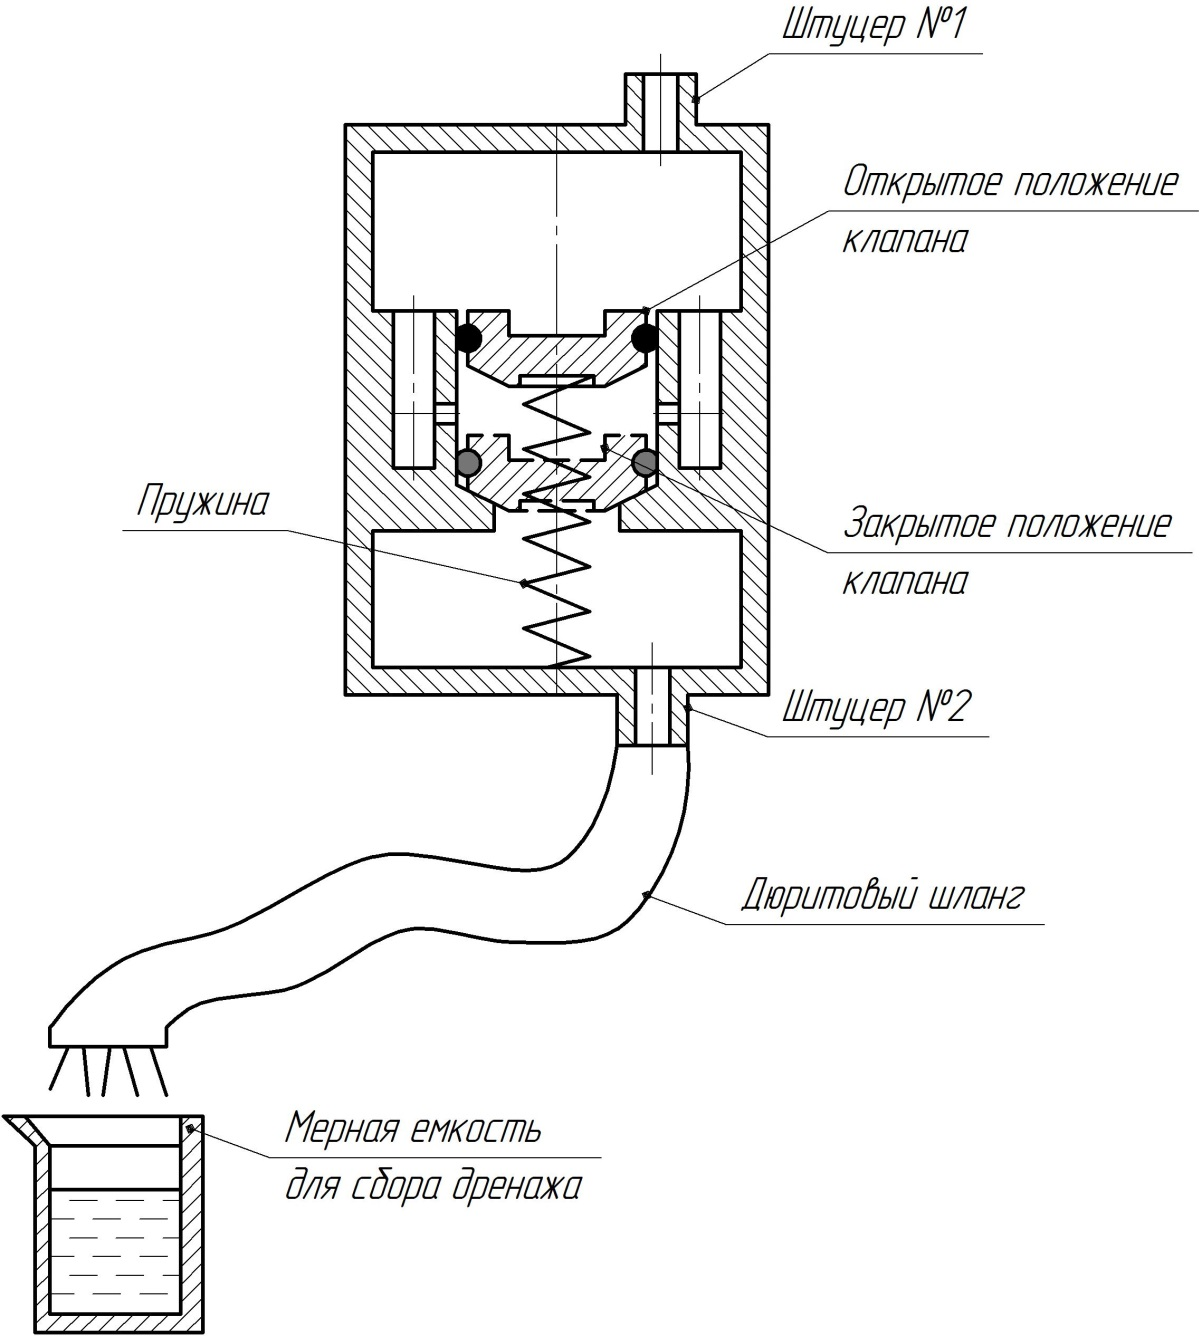 Штуцер №1
Открытое положение
клапана
Пружина
Закрытое положение
клапана
Штуцер №2
Дюритовый шланг
Мерная емкость
для сбора дренажа